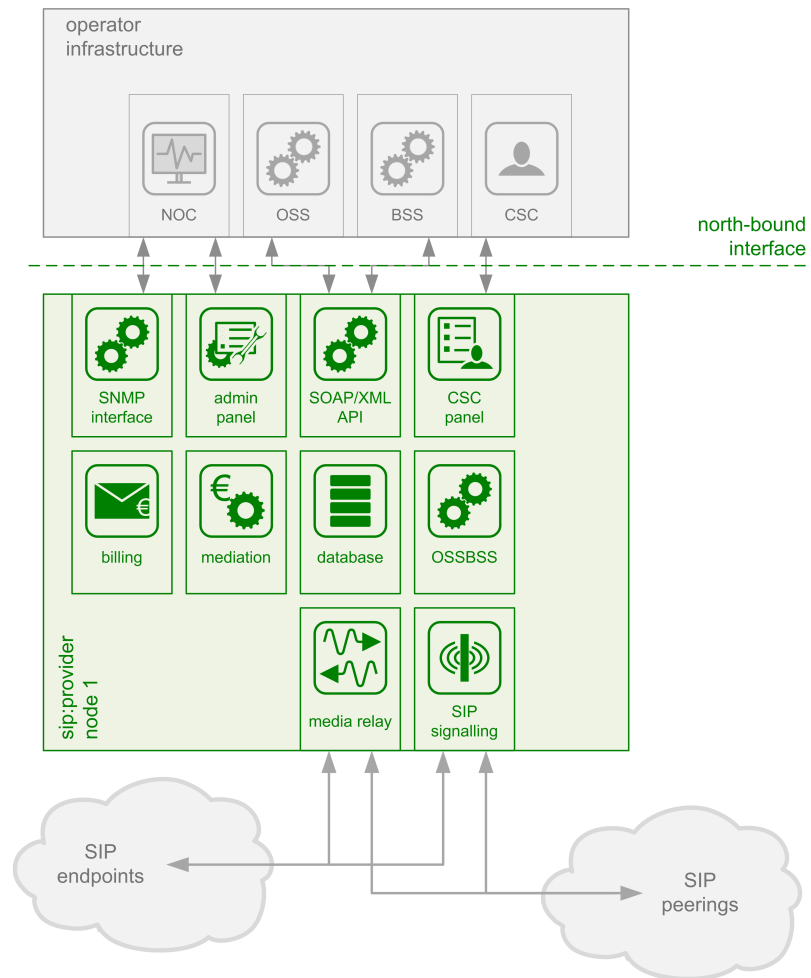 operator
infrastructure
NOC
OSS
BSS
CSC
north-bound
interface
SNMP
interface
admin
panel
SOAP/XML
API
CSC
panel
€
€
billing
mediation
database
OSSBSS
sip:provider
node 1
media relay
SIP
signalling
SIP
endpoints
SIP
peerings